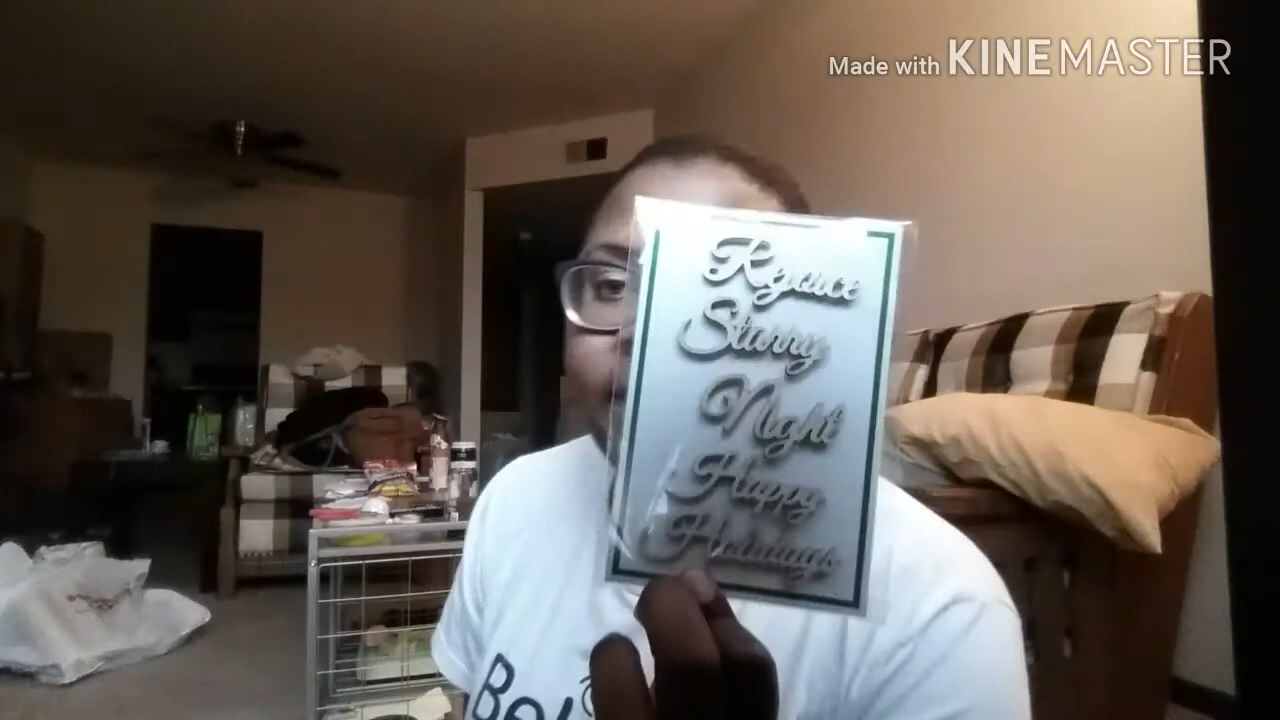 Made with KINEMASTER
Rejoice
Starry
Night
Happy
Holidays